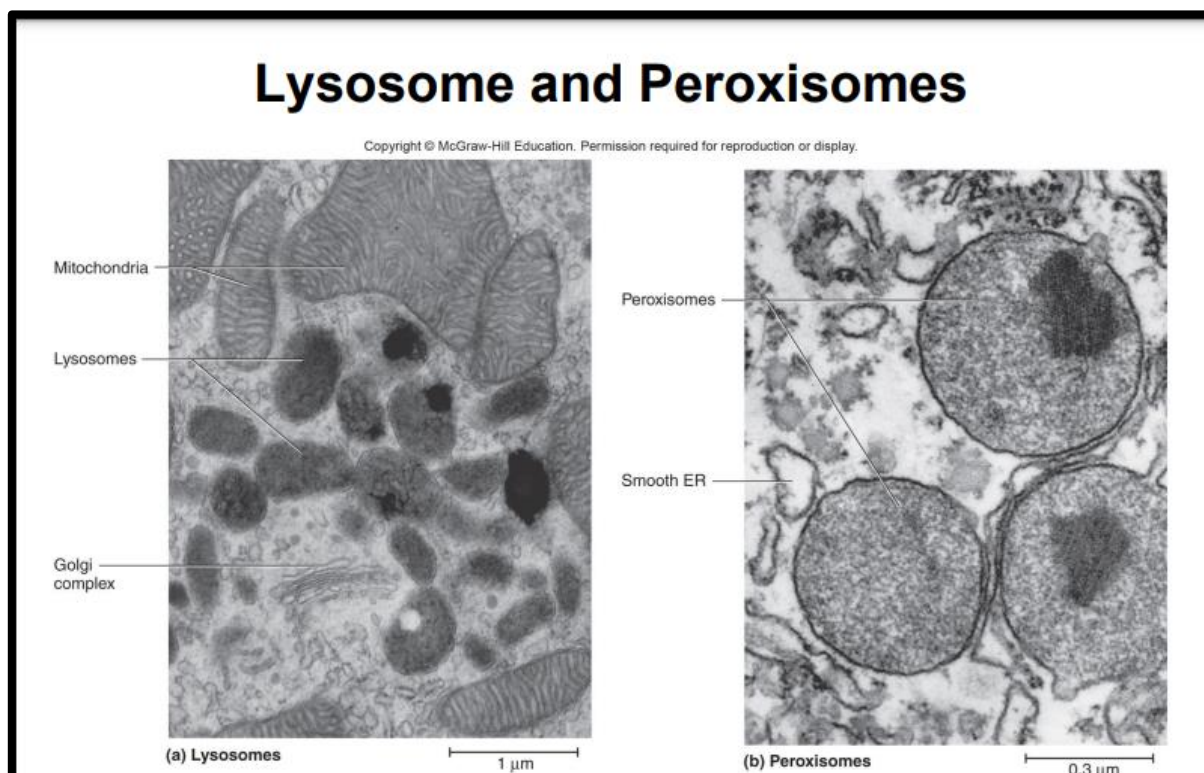 Lysosome and Peroxisomes
Copyright © McGraw-Hill Education. Permission required for reproduction or display.
Mitochondria
Lysosomes
Golgi
complex
(a) Lysosomes
1 μm
Peroxisomes
Smooth ER
(b) Peroxisomes
0.3 μm